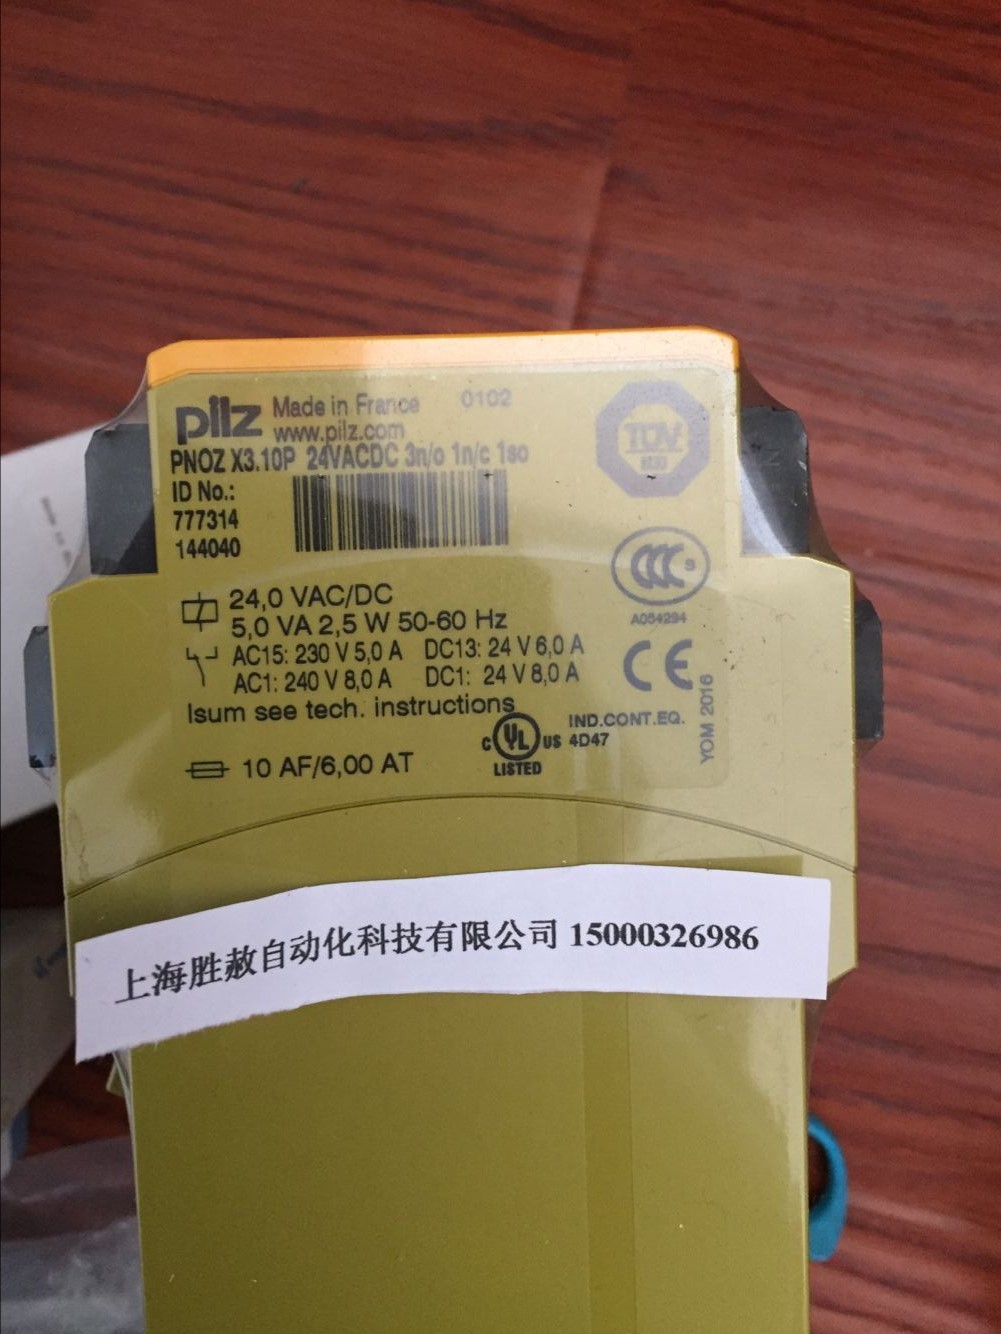 pilz Made in France 0102
www.pilz.com
PNOZ X3.10P 24VACDC 3n/o 1n/c 1so
ID No.:
777314
144040
TÜV
CCC S
A054294
24,0 VAC/DC
5,0 VA 2,5 W 50-60 Hz
AC15: 230 V 5,0 A DC13: 24 V 6,0 A
AC1: 240 V 8,0 A DC1: 24 V 8,0 A
CE
Isum see tech. instructions
C UL US IND.CONT.EQ.
4D47
LISTED
YOM 2016
10 AF/6,00 AT
上海胜赦自动化科技有限公司 15000326986